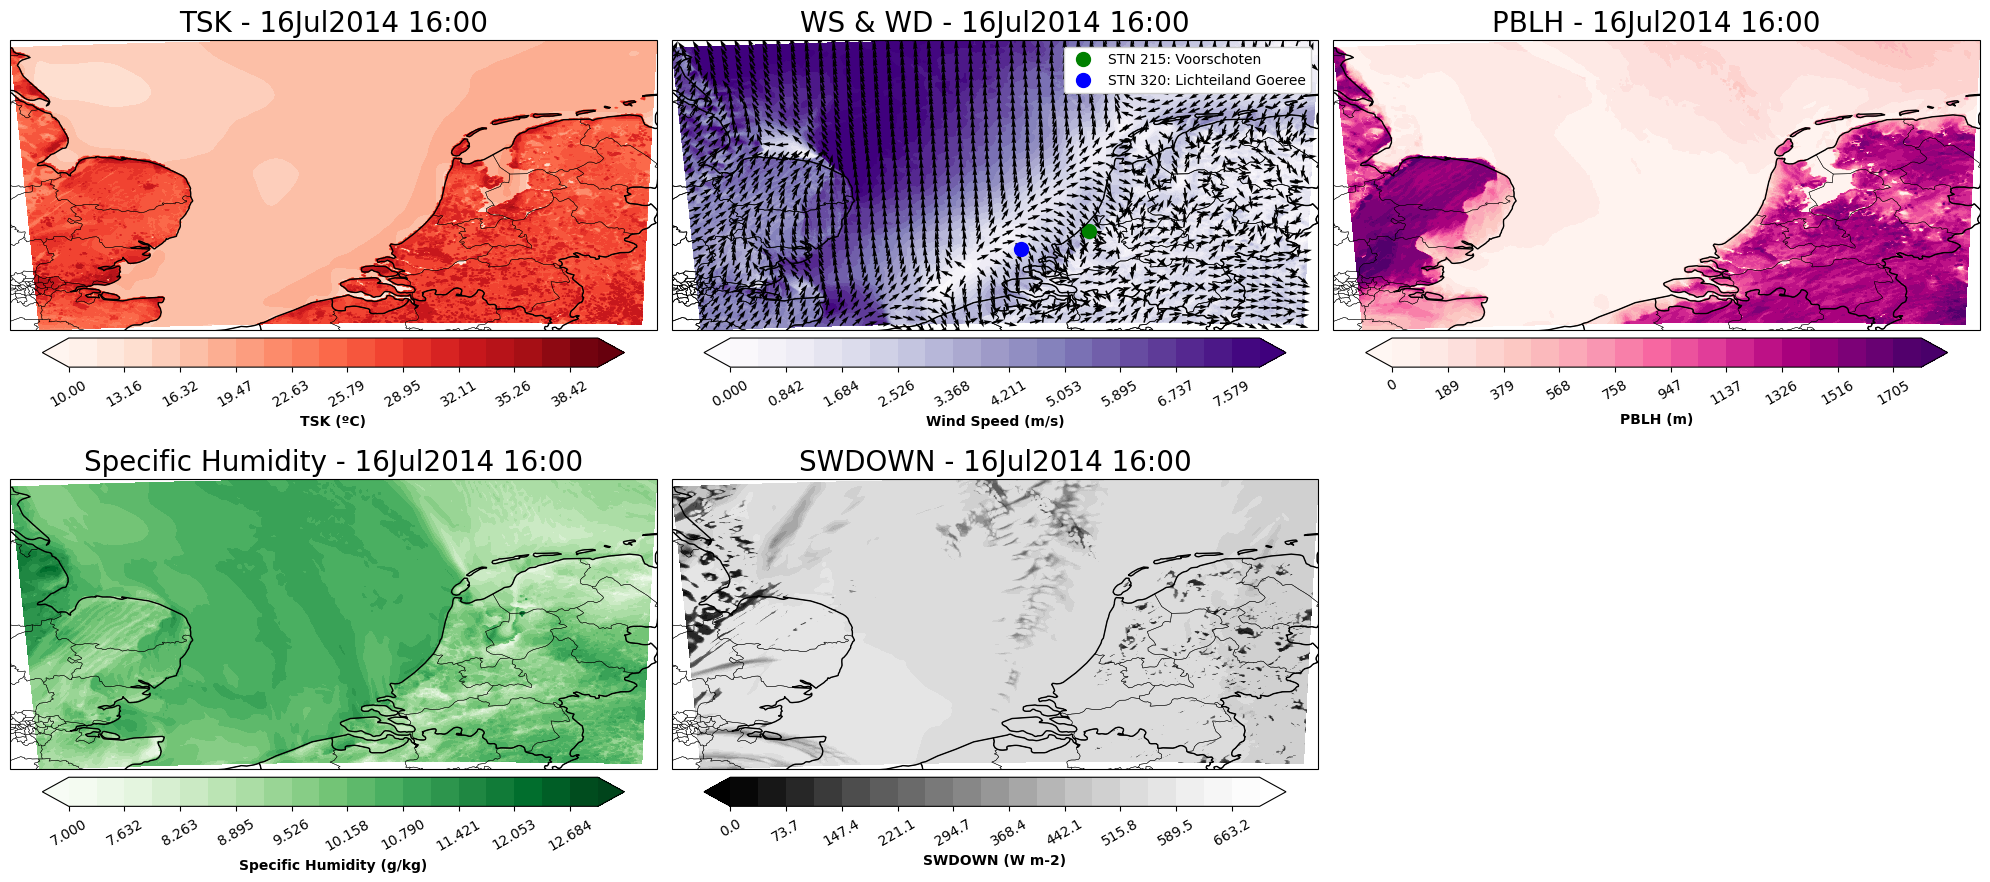 TSK - 16Jul2014 16:00
WS & WD - 16Jul2014 16:00
PBLH - 16Jul2014 16:00
STN 215: Voorschoten
STN 320: Lichteiland Goeree
10.00 13.16 16.32 19.47 22.63 25.79 28.95 32.11 35.26 38.42
TSK (ºC)
0.000 0.842 1.684 2.526 3.368 4.211 5.053 5.895 6.737 7.579
Wind Speed (m/s)
0 189 379 568 758 947 1137 1326 1516 1705
PBLH (m)
Specific Humidity - 16Jul2014 16:00
SWDOWN - 16Jul2014 16:00
7.000 7.632 8.263 8.895 9.526 10.158 10.790 11.421 12.053 12.684
Specific Humidity (g/kg)
0.0 73.7 147.4 221.1 294.7 368.4 442.1 515.8 589.5 663.2
SWDOWN (W m-2)